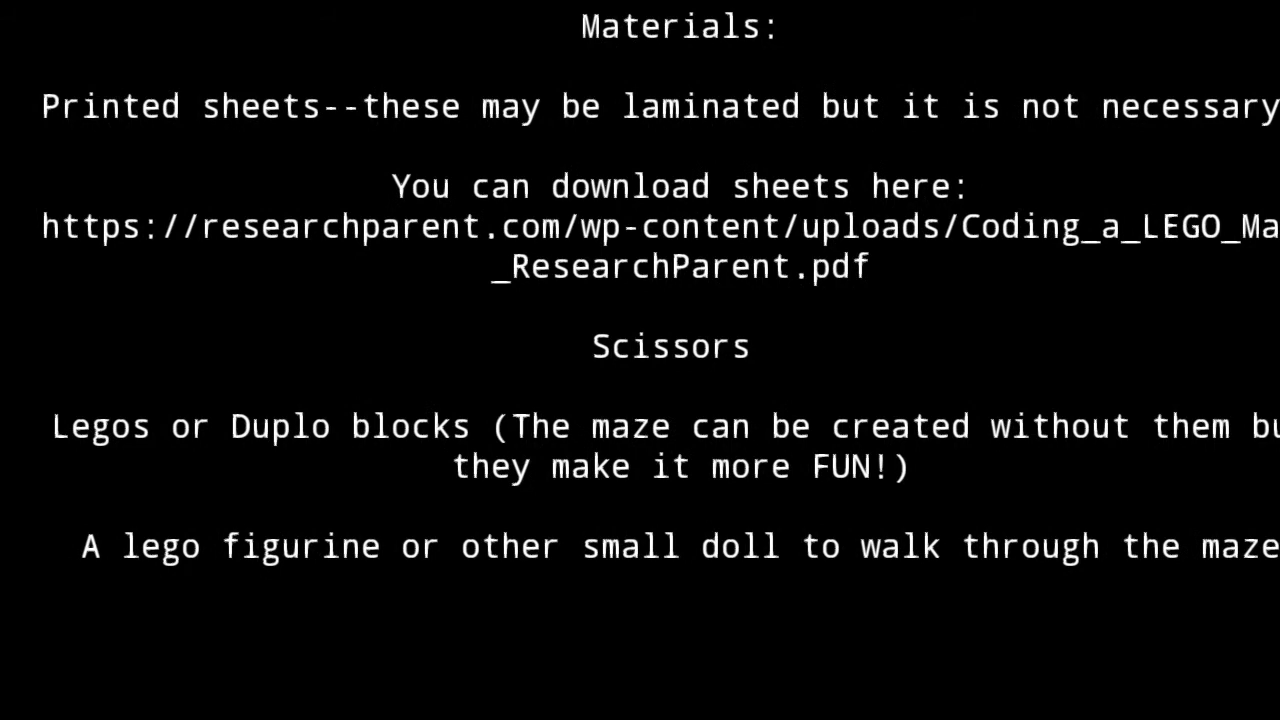 Materials:
Printed sheets--these may be laminated but it is not necessary
You can download sheets here:
https://researchparent.com/wp-content/uploads/Coding_a_LEGO_Ma
_ResearchParent.pdf
Scissors
Legos or Duplo blocks (The maze can be created without them bu
they make it more FUN!)
A lego figurine or other small doll to walk through the maze